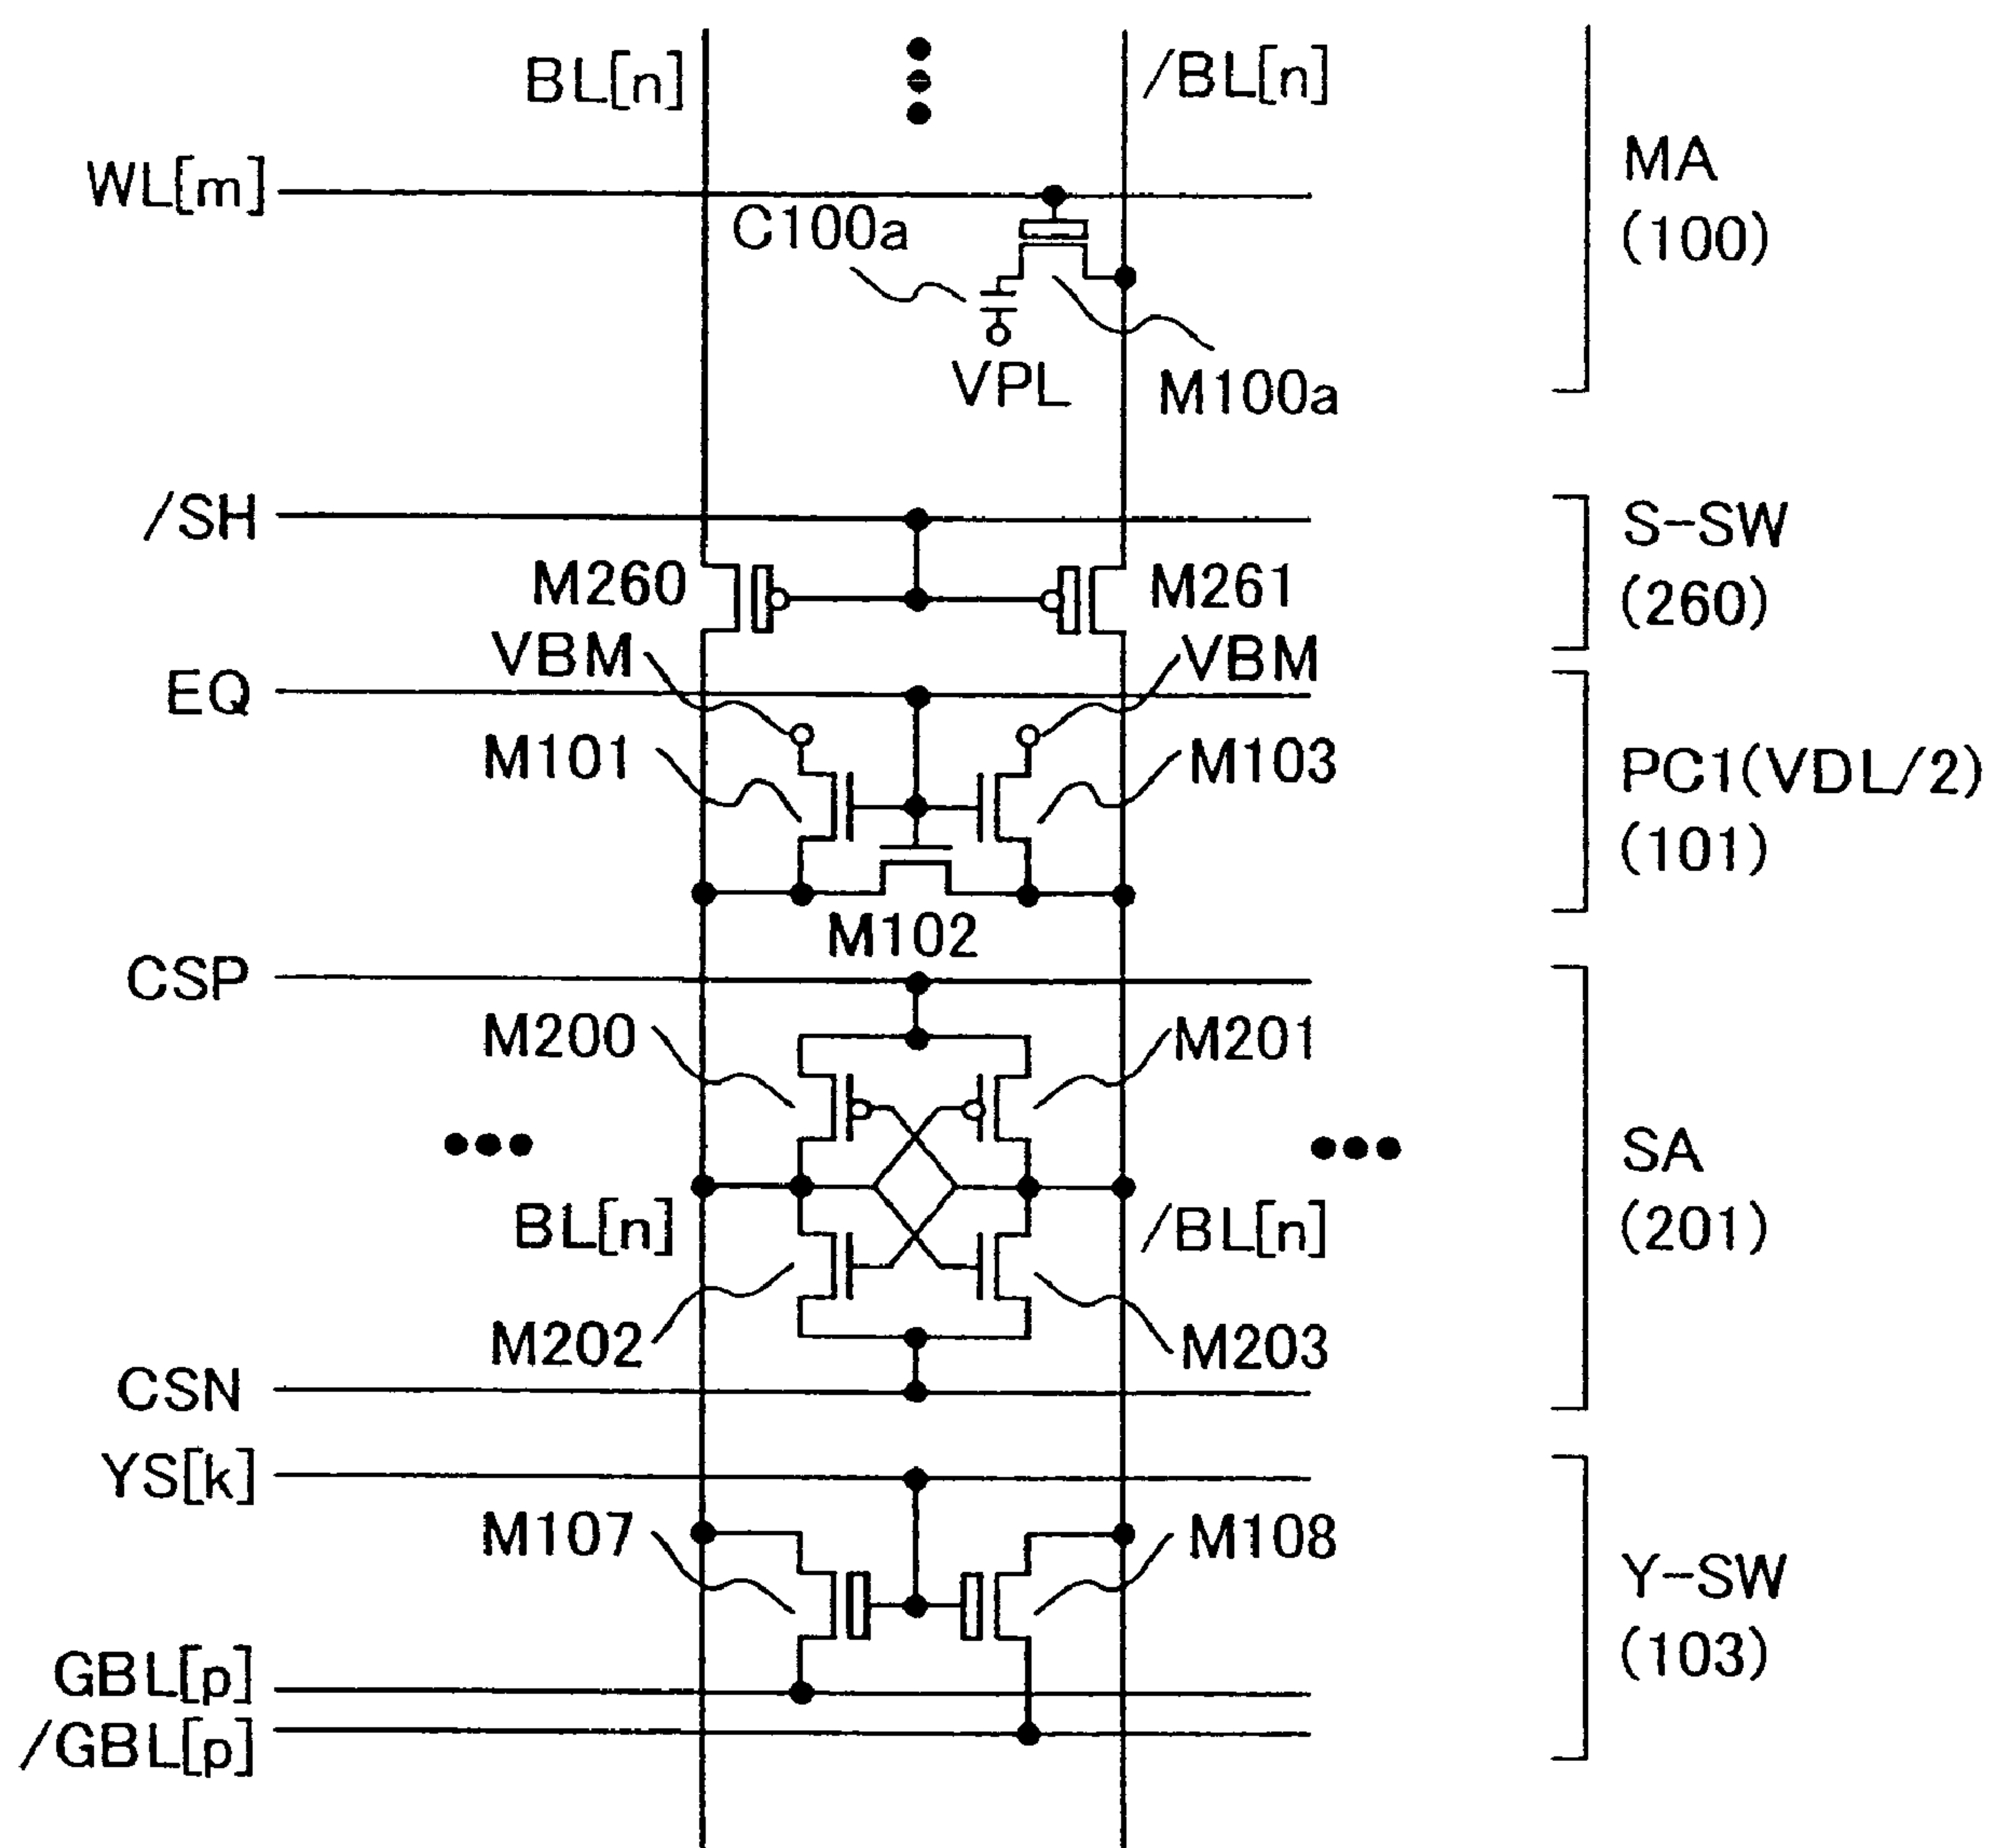 BL[n]
/BL[n]
WL[m]
C100a
VPL
M100a
MA
(100)
/SH
M260
M261
S-SW
(260)
VBM
VBM
EQ
M101
M103
M102
PC1(VDL/2)
(101)
CSP
M200
M201
BL[n]
/BL[n]
M202
M203
SA
(201)
CSN
YS[k]
M107
M108
Y-SW
(103)
GBL[p]
/GBL[p]